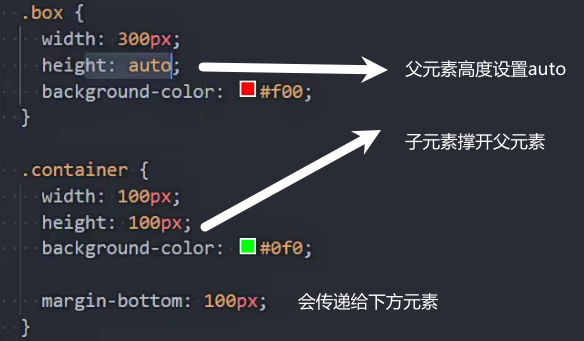 .box {
width: 300px;
height: auto;
父元素高度设置auto
background-color: #f00;
}
子元素撑开父元素
.container {
width: 100px;
height: 100px;
background-color: #0f0;
margin-bottom: 100px;
会传递给下方元素
}